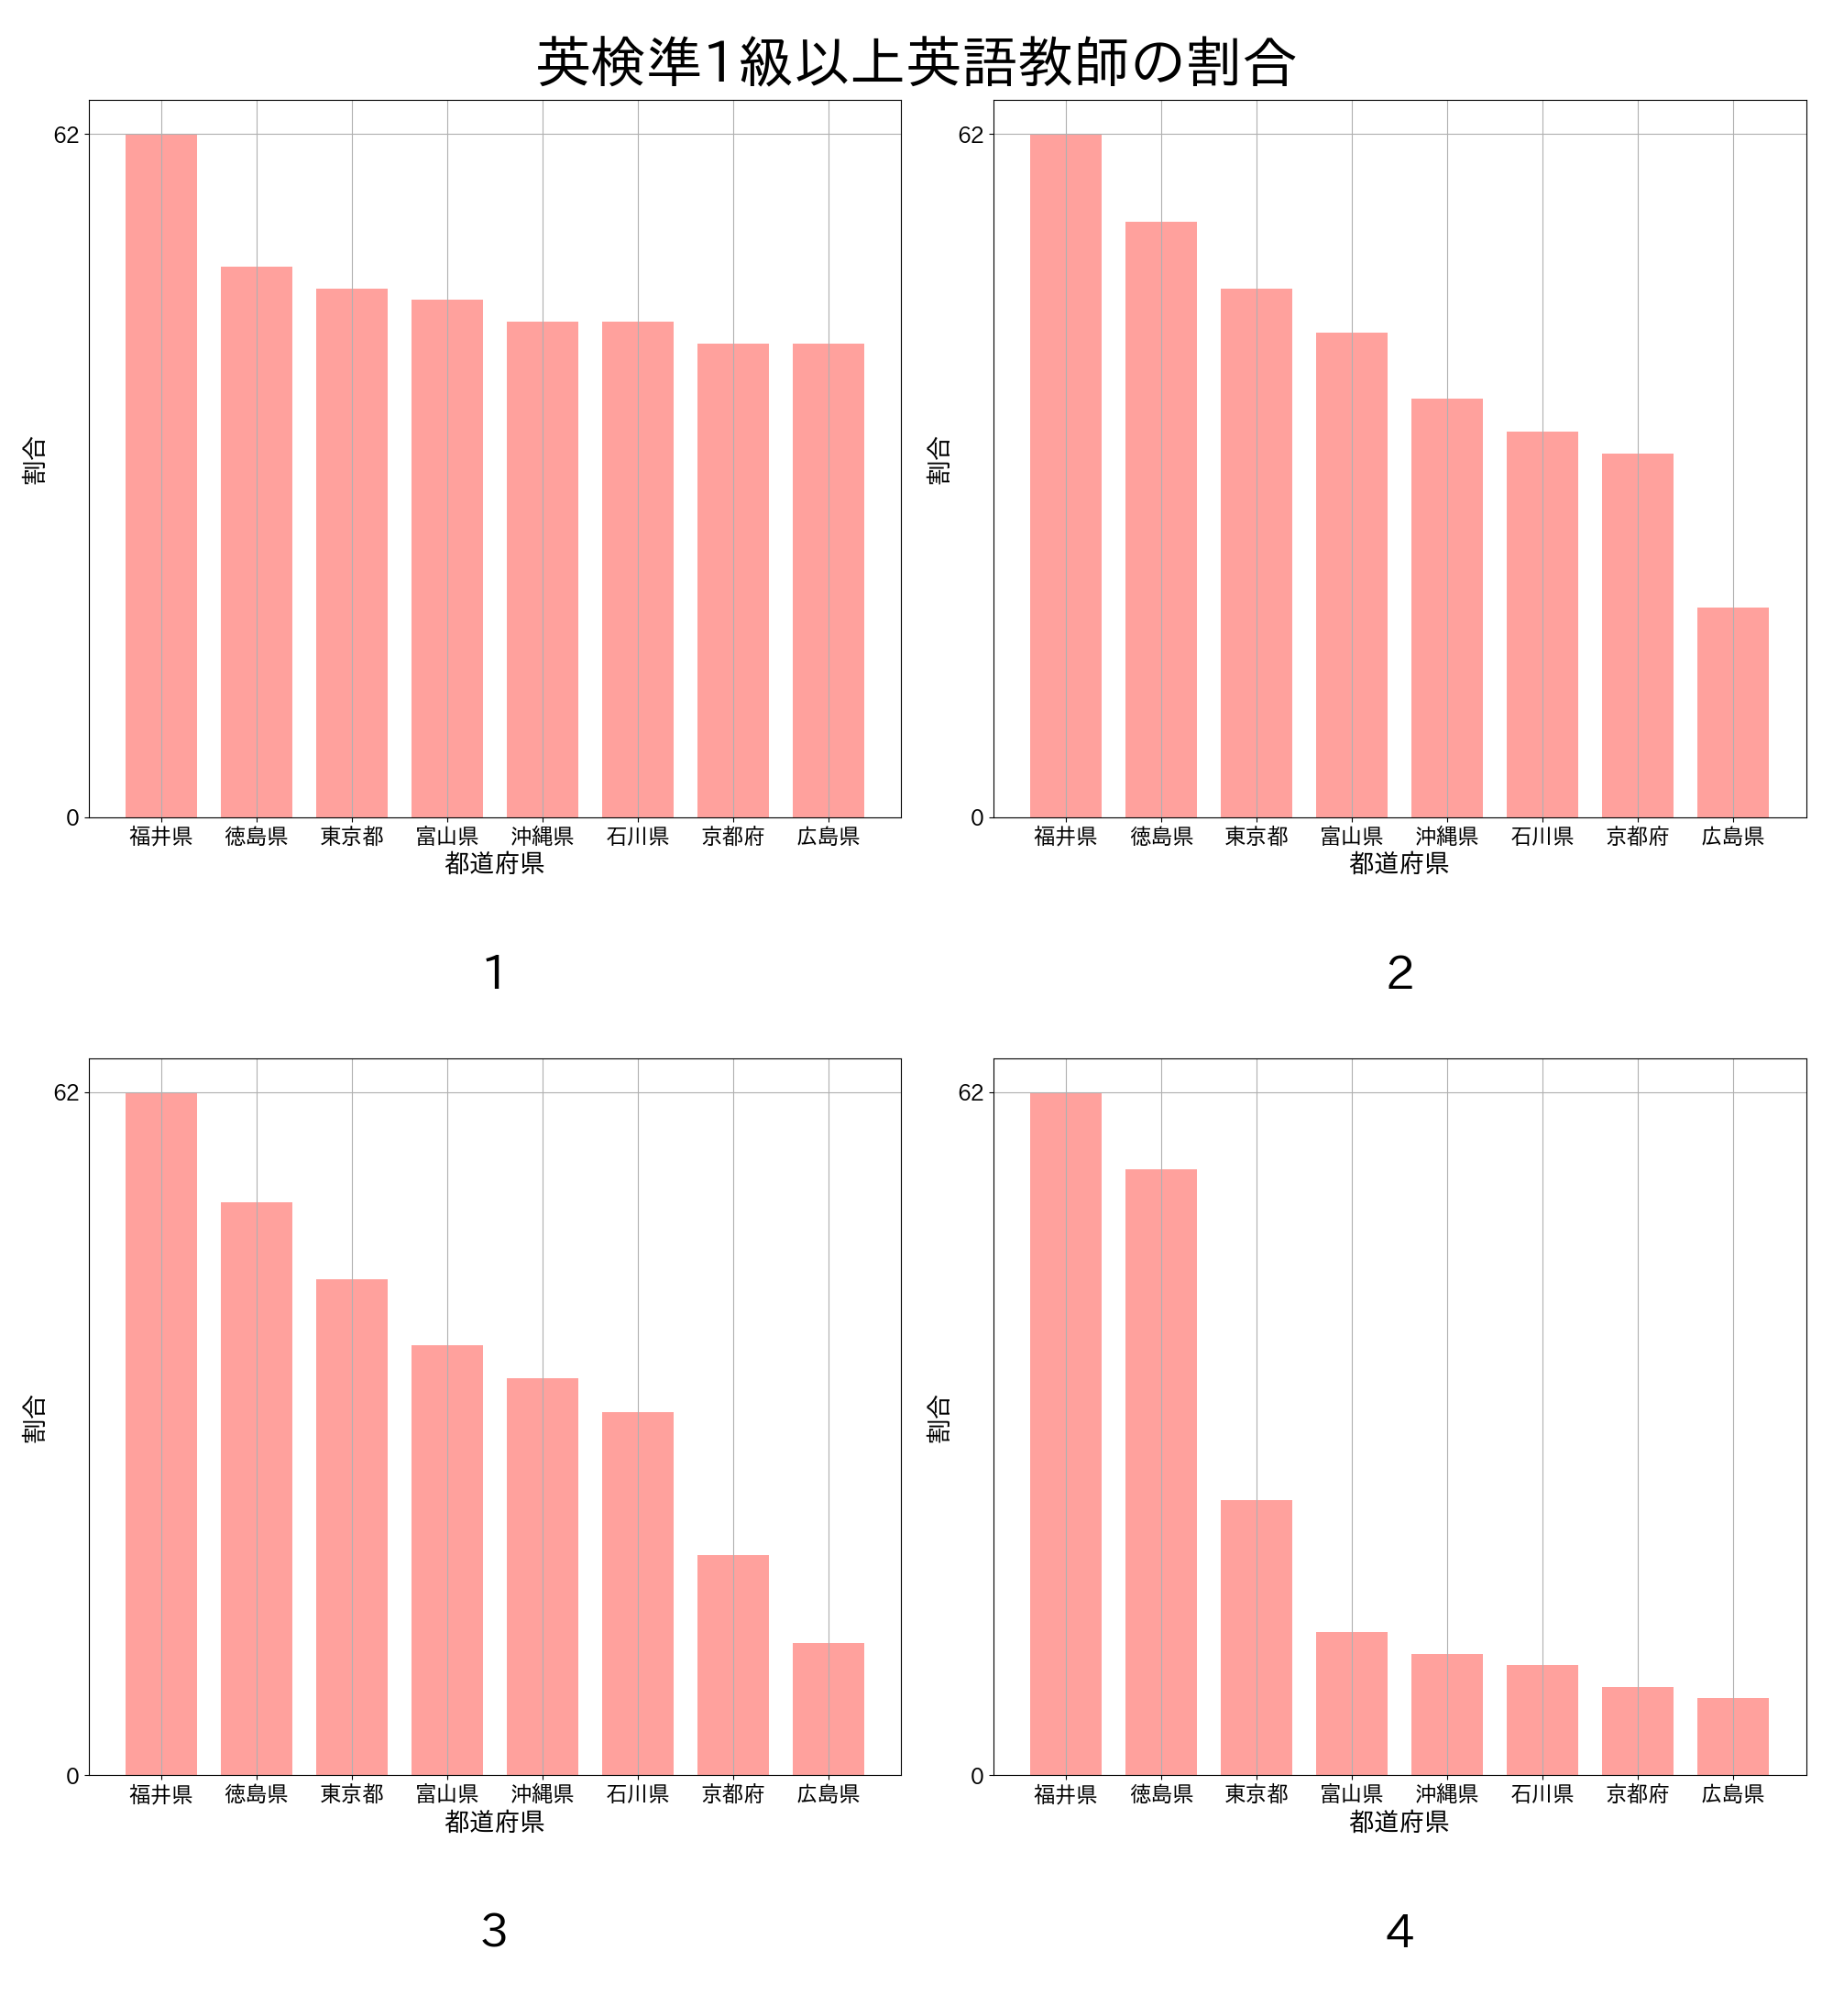 英検準1級以上英語教師の割合
62
0
割合
福井県 徳島県 東京都 富山県 沖縄県 石川県 京都府 広島県
都道府県
1
62
0
割合
福井県 徳島県 東京都 富山県 沖縄県 石川県 京都府 広島県
都道府県
2
62
0
割合
福井県 徳島県 東京都 富山県 沖縄県 石川県 京都府 広島県
都道府県
3
62
0
割合
福井県 徳島県 東京都 富山県 沖縄県 石川県 京都府 広島県
都道府県
4